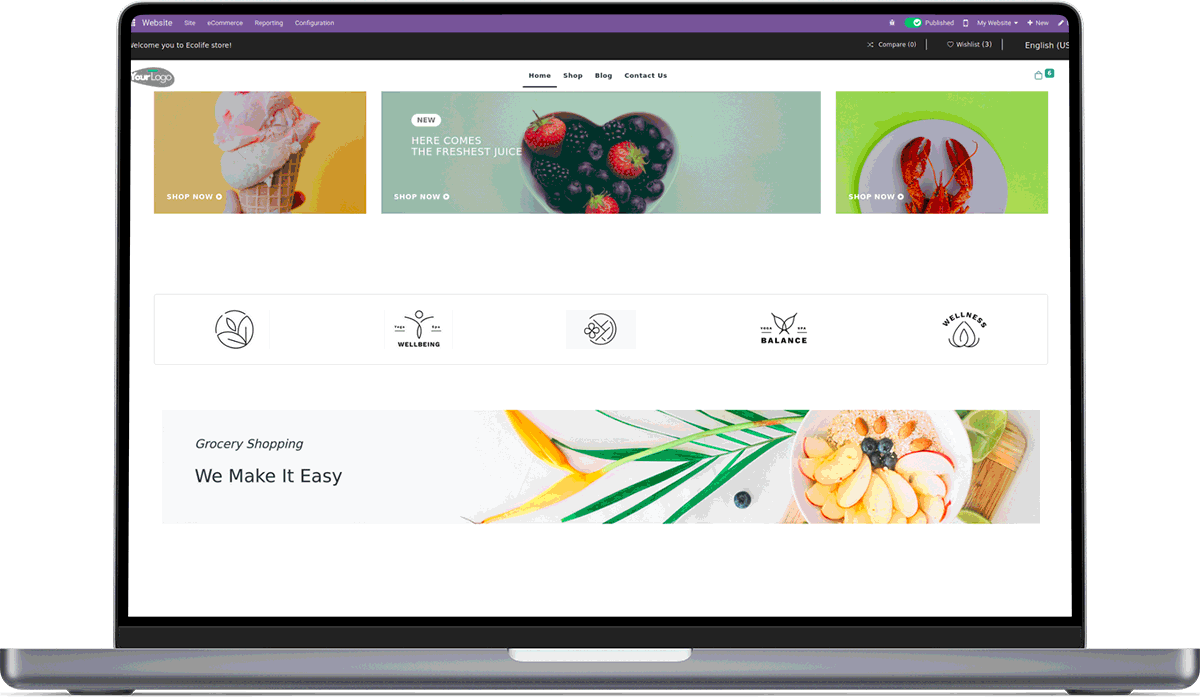 Website Site eCommerce Reporting Configuration Published My Website + New
Welcome you to Ecolife store! Compare (0) Wishlist (3) English (US
YourLogo Home Shop Blog Contact Us 6
NEW
HERE COMES
THE FRESHEST JUICE
SHOP NOW SHOP NOW SHOP NOW
Yoga Spa
WELLBEING
YOGA SPA
BALANCE
WELLNESS
Grocery Shopping
We Make It Easy